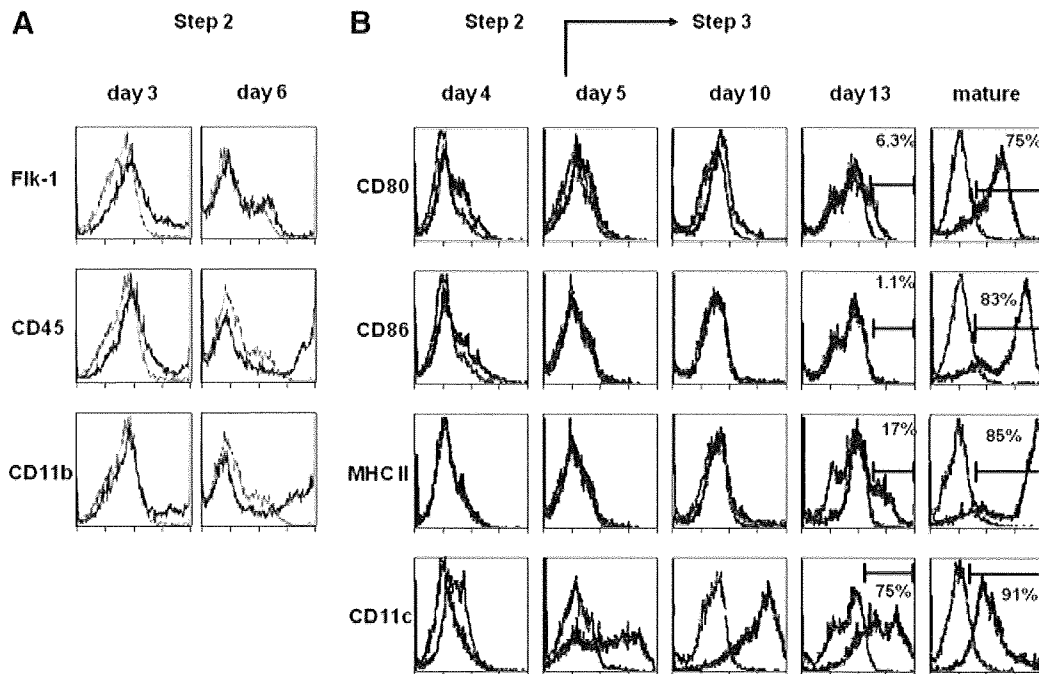 A Step 2
B Step 2 Step 3
day 3 day 6
day 4 day 5 day 10 day 13 mature
Flk-1
CD45
CD11b
CD80 6.3% 75%
CD86 1.1% 83%
MHC II 17% 85%
CD11c 75% 91%